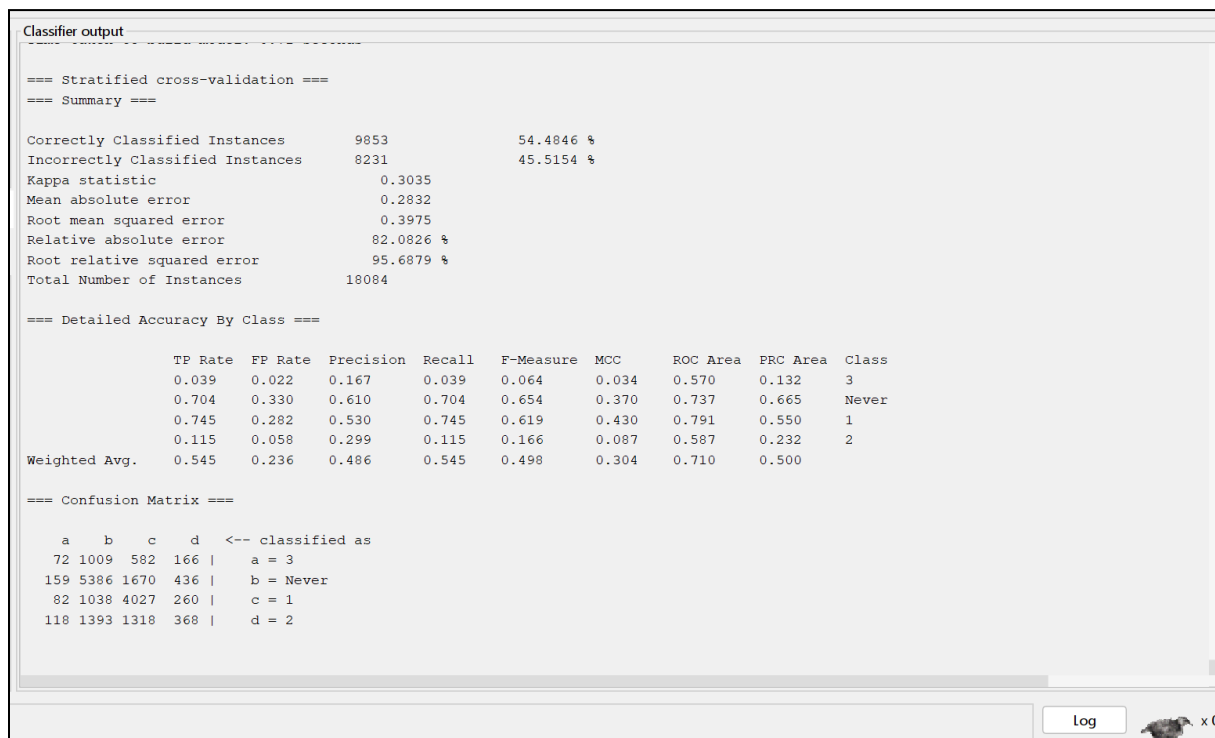 Classifier output
=== Stratified cross-validation ===
=== Summary ===
Correctly Classified Instances 9853 54.4846 %
Incorrectly Classified Instances 8231 45.5154 %
Kappa statistic 0.3035
Mean absolute error 0.2832
Root mean squared error 0.3975
Relative absolute error 82.0826 %
Root relative squared error 95.6879 %
Total Number of Instances 18084
=== Detailed Accuracy By Class ===
TP Rate FP Rate Precision Recall F-Measure MCC ROC Area PRC Area Class
0.039 0.022 0.167 0.039 0.064 0.034 0.570 0.132 3
0.704 0.330 0.610 0.704 0.654 0.370 0.737 0.665 Never
0.745 0.282 0.530 0.745 0.619 0.430 0.791 0.550 1
0.115 0.058 0.299 0.115 0.166 0.087 0.587 0.232 2
Weighted Avg. 0.545 0.236 0.486 0.545 0.498 0.304 0.710 0.500
=== Confusion Matrix ===
a b c d <-- classified as
72 1009 582 166 | a = 3
159 5386 1670 436 | b = Never
82 1038 4027 260 | c = 1
118 1393 1318 368 | d = 2
Log
x